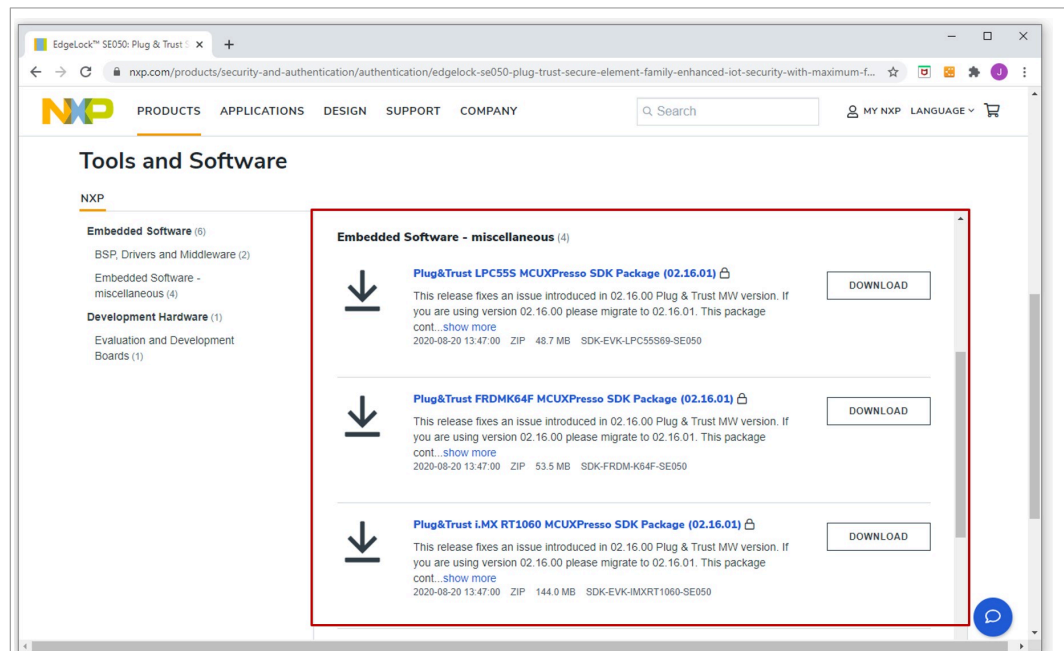 EdgeLock™ SE050: Plug & Trust S
nxp.com/products/security-and-authentication/authentication/edgelock-se050-plug-trust-secure-element-family-enhanced-iot-security-with-maximum-f...
J
NXP
PRODUCTS APPLICATIONS DESIGN SUPPORT COMPANY
Search
MY NXP LANGUAGE
Tools and Software
NXP
Embedded Software (6)
BSP, Drivers and Middleware (2)
Embedded Software -
miscellaneous (4)
Development Hardware (1)
Evaluation and Development
Boards (1)
Embedded Software - miscellaneous (4)
Plug&Trust LPC55S MCUXPresso SDK Package (02.16.01)
DOWNLOAD
This release fixes an issue introduced in 02.16.00 Plug & Trust MW version. If
you are using version 02.16.00 please migrate to 02.16.01. This package
cont...show more
2020-08-20 13:47:00 ZIP 48.7 MB SDK-EVK-LPC55S69-SE050
Plug&Trust FRDMK64F MCUXPresso SDK Package (02.16.01)
DOWNLOAD
This release fixes an issue introduced in 02.16.00 Plug & Trust MW version. If
you are using version 02.16.00 please migrate to 02.16.01. This package
cont...show more
2020-08-20 13:47:00 ZIP 53.5 MB SDK-FRDM-K64F-SE050
Plug&Trust i.MX RT1060 MCUXPresso SDK Package (02.16.01)
DOWNLOAD
This release fixes an issue introduced in 02.16.00 Plug & Trust MW version. If
you are using version 02.16.00 please migrate to 02.16.01. This package
cont...show more
2020-08-20 13:47:00 ZIP 144.0 MB SDK-EVK-IMXRT1060-SE050